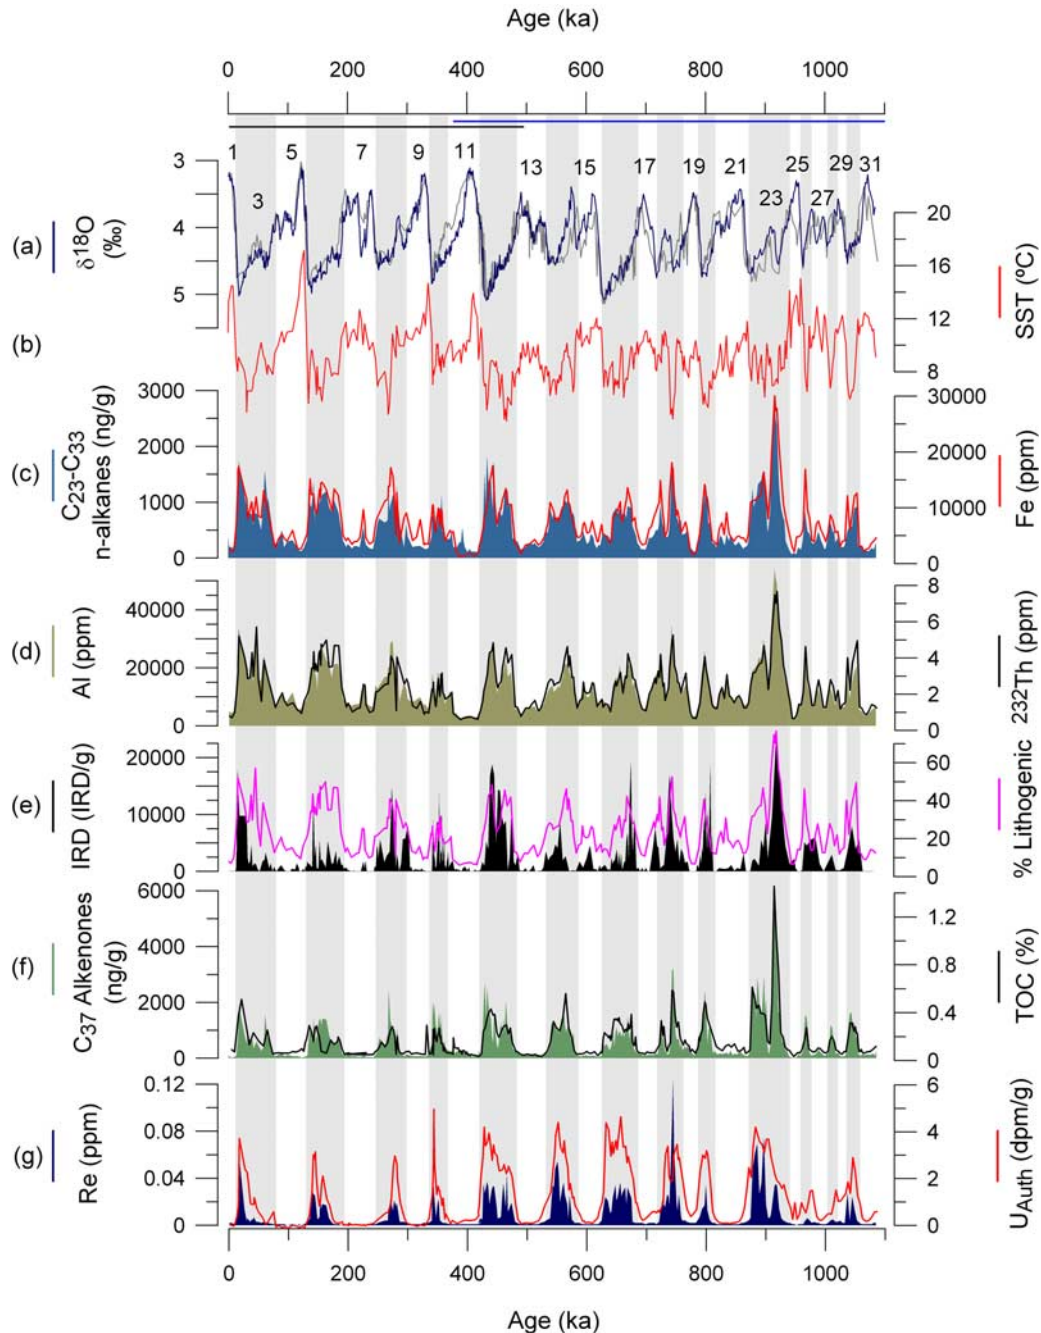 Age (ka)
0 200 400 600 800 1000
1 3 5 7 9 11 13 15 17 19 21 23 25 27 29 31
(a)
δ18O
(‰)
3
4
5
20
16
12
8
SST (ºC)
(b)
(c)
C23-C33
n-alkanes (ng/g)
3000
2000
1000
0
30000
20000
10000
0
Fe (ppm)
(d)
Al (ppm)
40000
20000
0
8
6
4
2
0
232Th (ppm)
(e)
IRD (IRD/g)
20000
10000
0
60
40
20
0
% Lithogenic
(f)
C37 Alkenones
(ng/g)
6000
4000
2000
0
1.2
0.8
0.4
0
TOC (%)
(g)
Re (ppm)
0.12
0.08
0.04
0
6
4
2
0
UAuth (dpm/g)
0 200 400 600 800 1000
Age (ka)